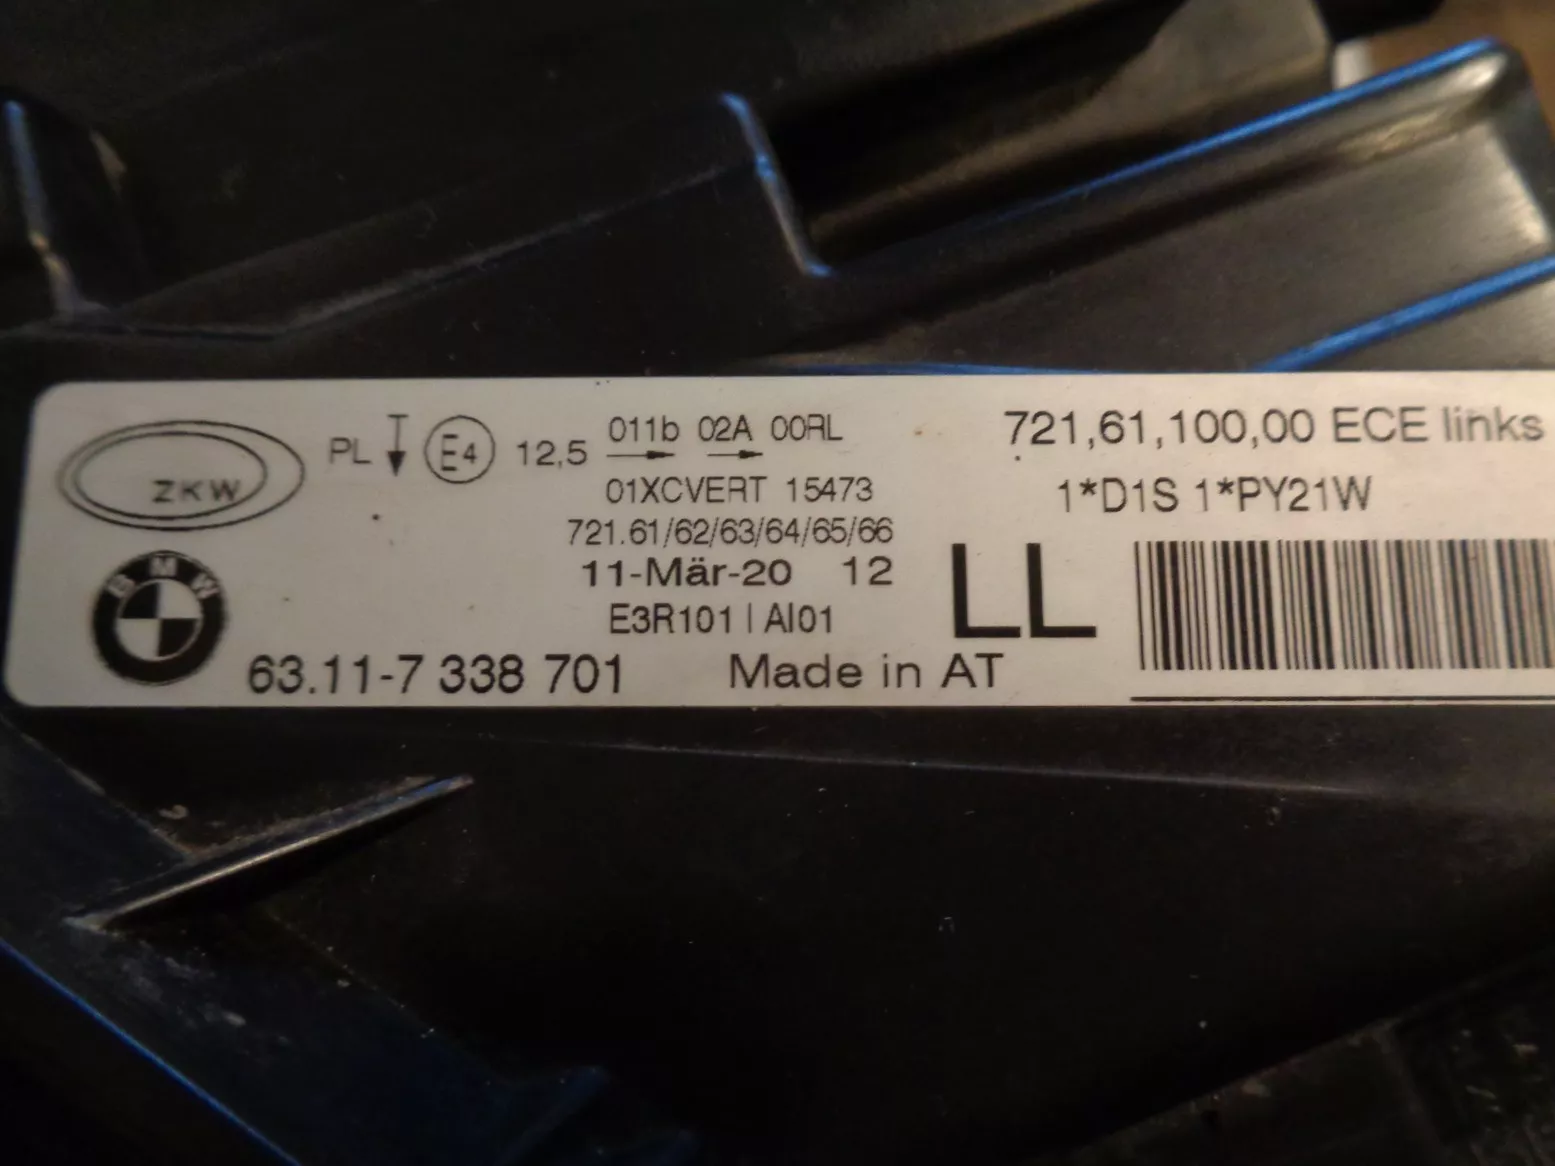 ZKW
PL E4 12,5
011b 02A 00RL
01XCVERT 15473
721.61/62/63/64/65/66
11-Mär-20 12
E3R101 | AI01
BMW
63.11-7 338 701 Made in AT
721,61,100,00 ECE links
1*D1S 1*PY21W
LL